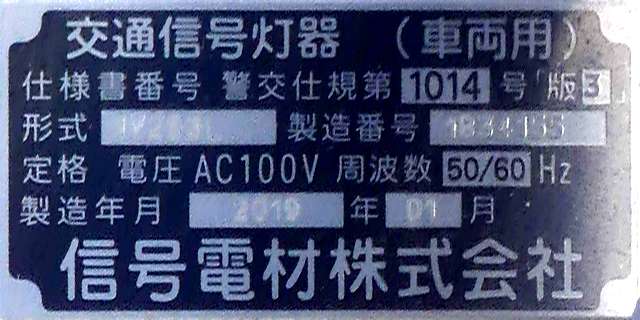 交通信号灯器 (車両用)
仕様書番号 警交仕規第 1014 号 版3
形式 製造番号
定格 電圧 AC100V 周波数 50/60 Hz
製造年月 2019 年 01 月
信号電材株式会社